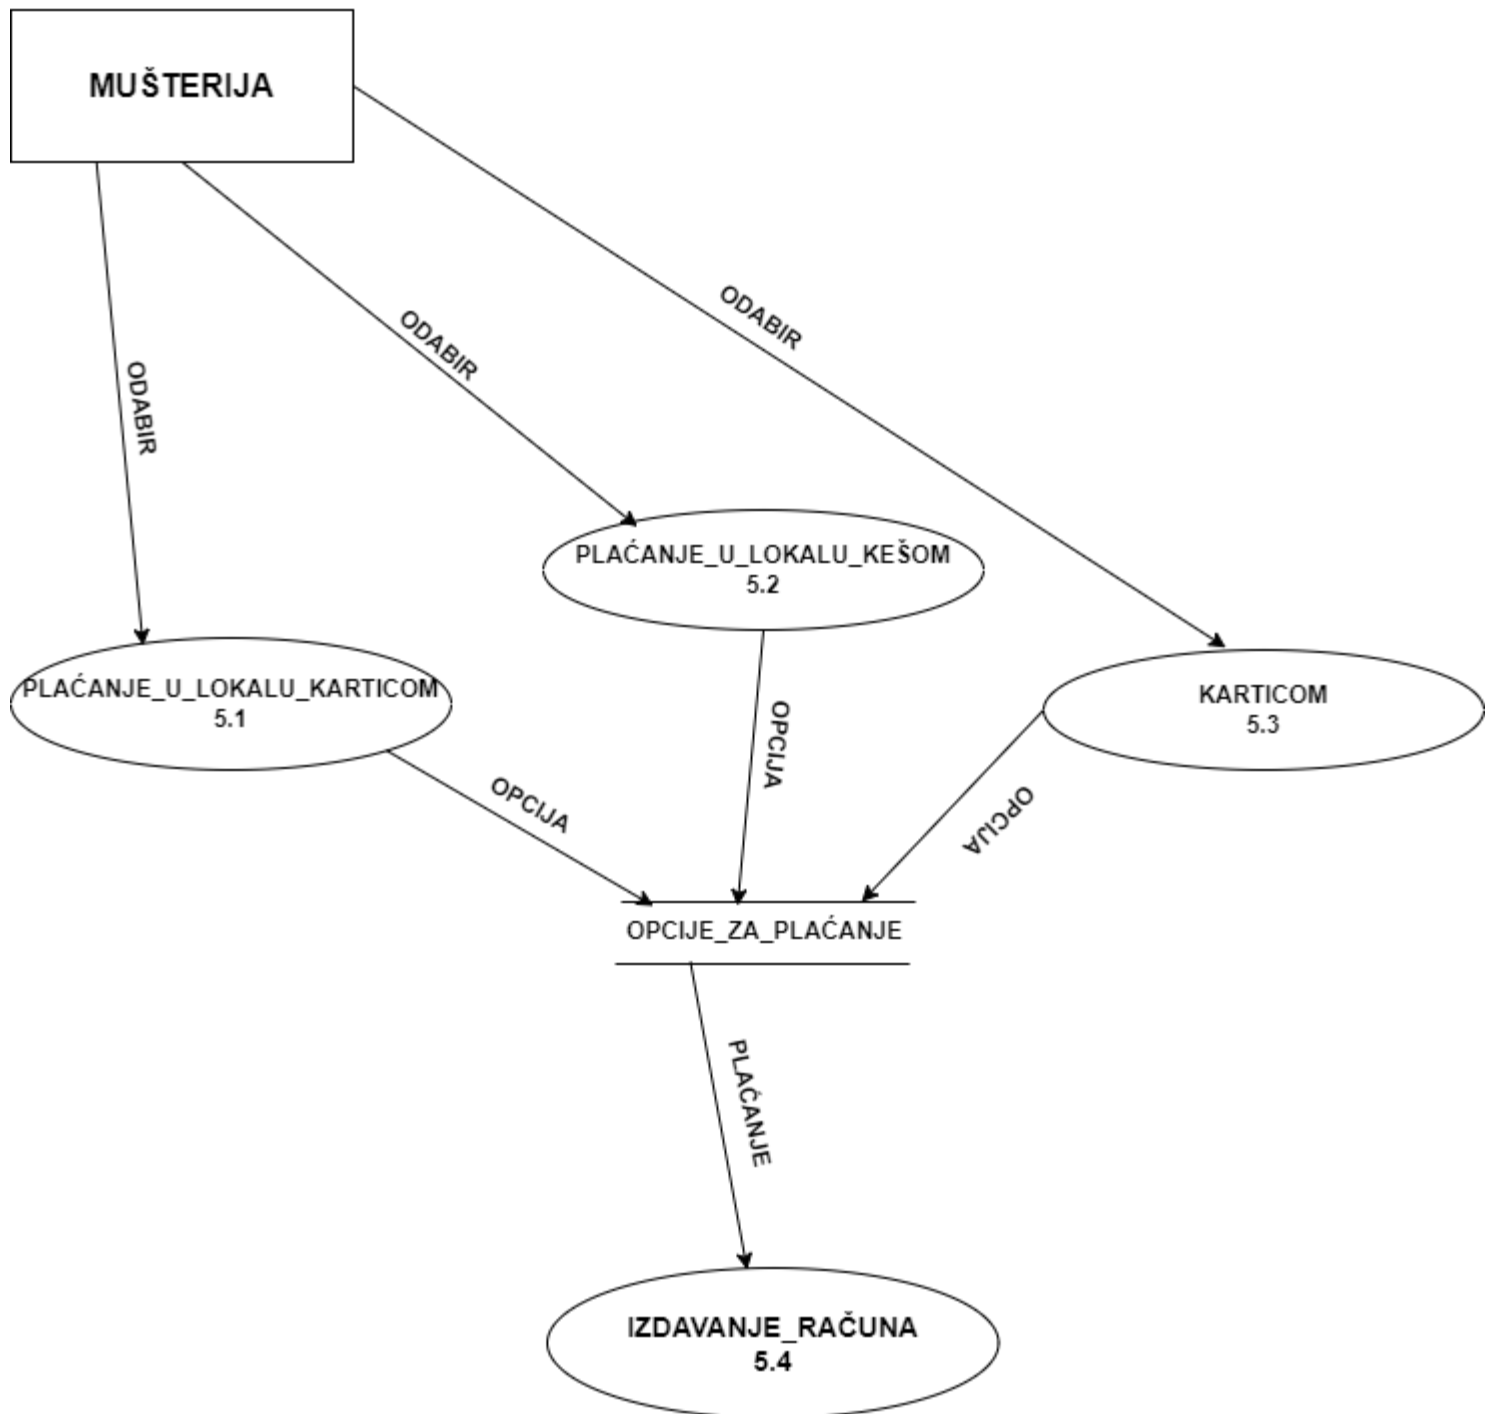 MUŠTERIJA
ODABIR
ODABIR
ODABIR
PLAĆANJE_U_LOKALU_KEŠOM
5.2
PLAĆANJE_U_LOKALU_KARTICOM
5.1
KARTICOM
5.3
OPCIJA
OPCIJA
OPCIJA
OPCIJE_ZA_PLAĆANJE
PLAĆANJE
IZDAVANJE_RAČUNA
5.4